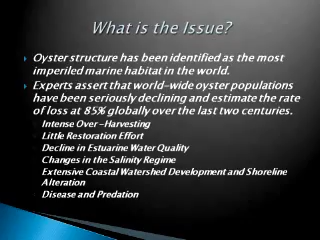 What is the Issue?
Oyster structure has been identified as the most
imperiled marine habitat in the world.
Experts assert that world-wide oyster populations
have been seriously declining and estimate the rate
of loss at 85% globally over the last two centuries.
Intense Over-Harvesting
Little Restoration Effort
Decline in Estuarine Water Quality
Changes in the Salinity Regime
Extensive Coastal Watershed Development and Shoreline
Alteration
Disease and Predation